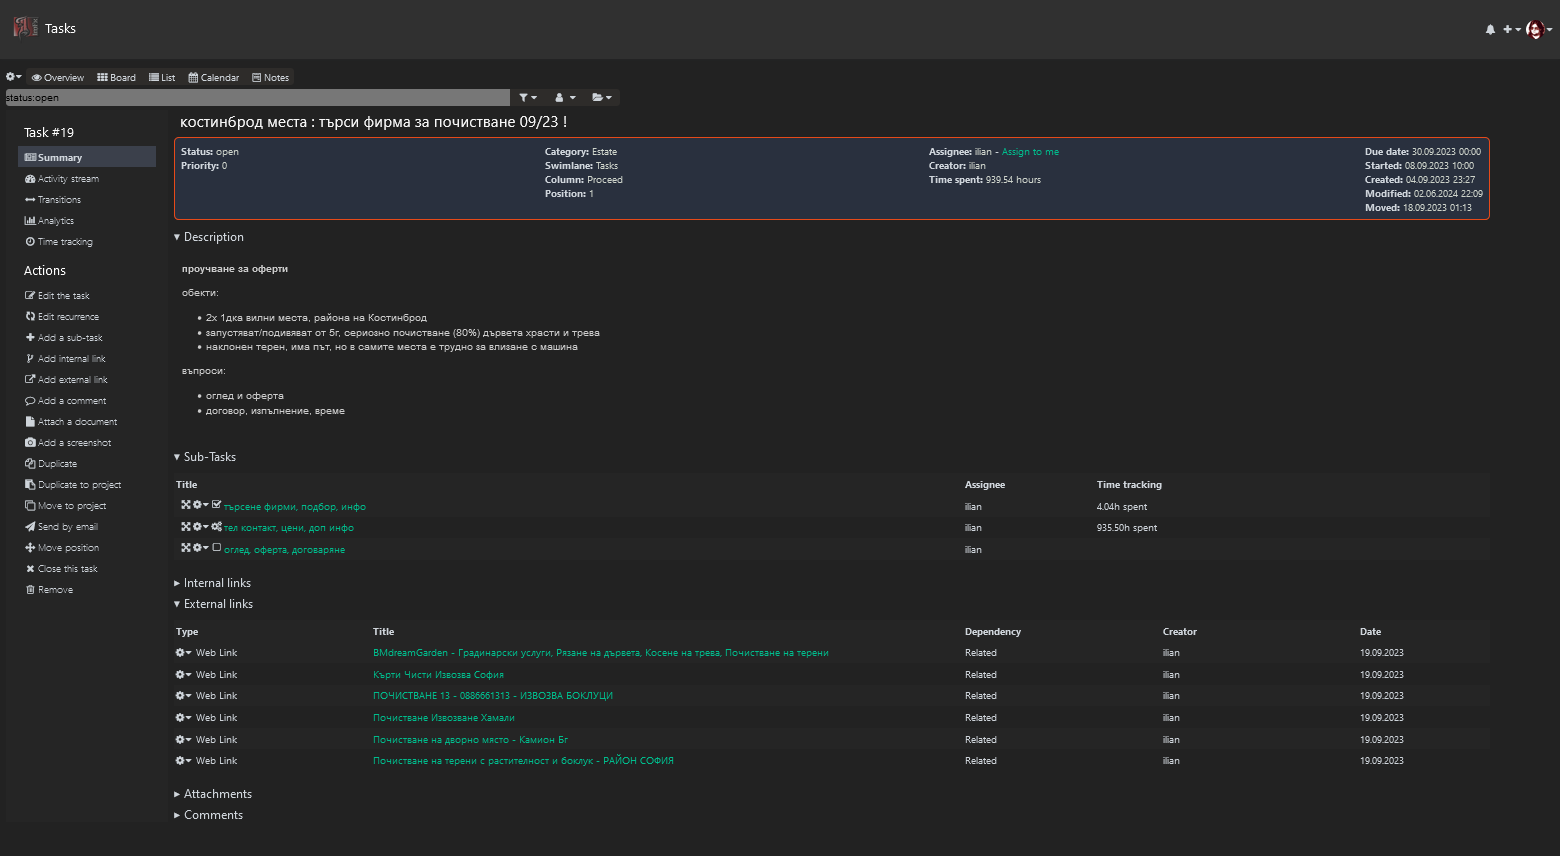 Tasks
Overview Board List Calendar Notes
status:open
Task #19
Summary
Activity stream
Transitions
Analytics
Time tracking
Actions
Edit the task
Edit recurrence
Add a sub-task
Add internal link
Add external link
Add a comment
Attach a document
Add a screenshot
Duplicate
Duplicate to project
Move to project
Send by email
Move position
Close this task
Remove
костинброд места : търси фирма за почистване 09/23 !
Status: open
Priority: 0
Category: Estate
Swimlane: Tasks
Column: Proceed
Position: 1
Assignee: ilian - Assign to me
Creator: ilian
Time spent: 939.54 hours
Due date: 30.09.2023 00:00
Started: 08.09.2023 10:00
Created: 04.09.2023 23:27
Modified: 02.06.2024 22:09
Moved: 18.09.2023 01:13
▾ Description
проучване за оферти
обекти:
• 2х 1дка вилни места, района на Костинброд
• запустяват/подивяват от 5г, сериозно почистване (80%) дървета храсти и трева
• наклонен терен, има път, но в самите места е трудно за влизане с машина
въпроси:
• оглед и оферта
• договор, изпълнение, време
▾ Sub-Tasks
Title Assignee Time tracking
търсене фирми, подбор, инфо ilian 4.04h spent
тел контакт, цени, доп инфо ilian 935.50h spent
оглед, оферта, договаряне ilian
▸ Internal links
▾ External links
Type Title Dependency Creator Date
Web Link BMdreamGarden - Градинарски услуги, Рязане на дървета, Косене на трева, Почистване на терени Related ilian 19.09.2023
Web Link Кърти Чисти Извозва София Related ilian 19.09.2023
Web Link ПОЧИСТВАНЕ 13 - 0886661313 - ИЗВОЗВА БОКЛУЦИ Related ilian 19.09.2023
Web Link Почистване Извозване Хамали Related ilian 19.09.2023
Web Link Почистване на дворно място - Камион Бг Related ilian 19.09.2023
Web Link Почистване на терени с растителност и боклук - РАЙОН СОФИЯ Related ilian 19.09.2023
▸ Attachments
▸ Comments